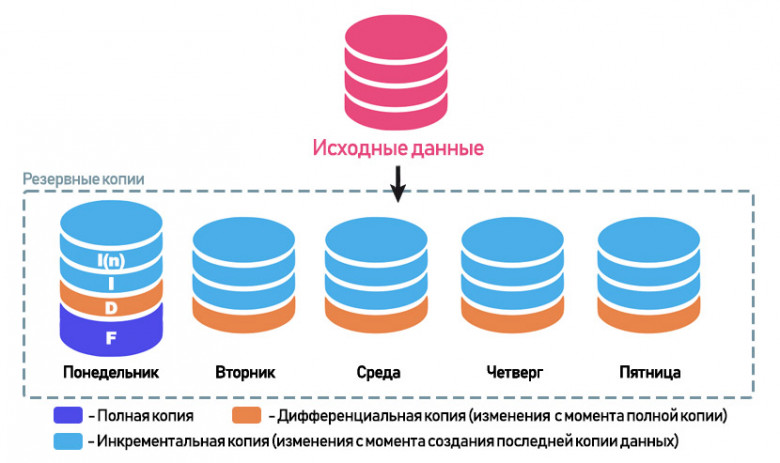 Исходные данные
Резервные копии
I(n)
I
D
F
Понедельник
Вторник
Среда
Четверг
Пятница
- Полная копия
- Дифференциальная копия (изменения с момента полной копии)
- Инкрементальная копия (изменения с момента создания последней копии данных)